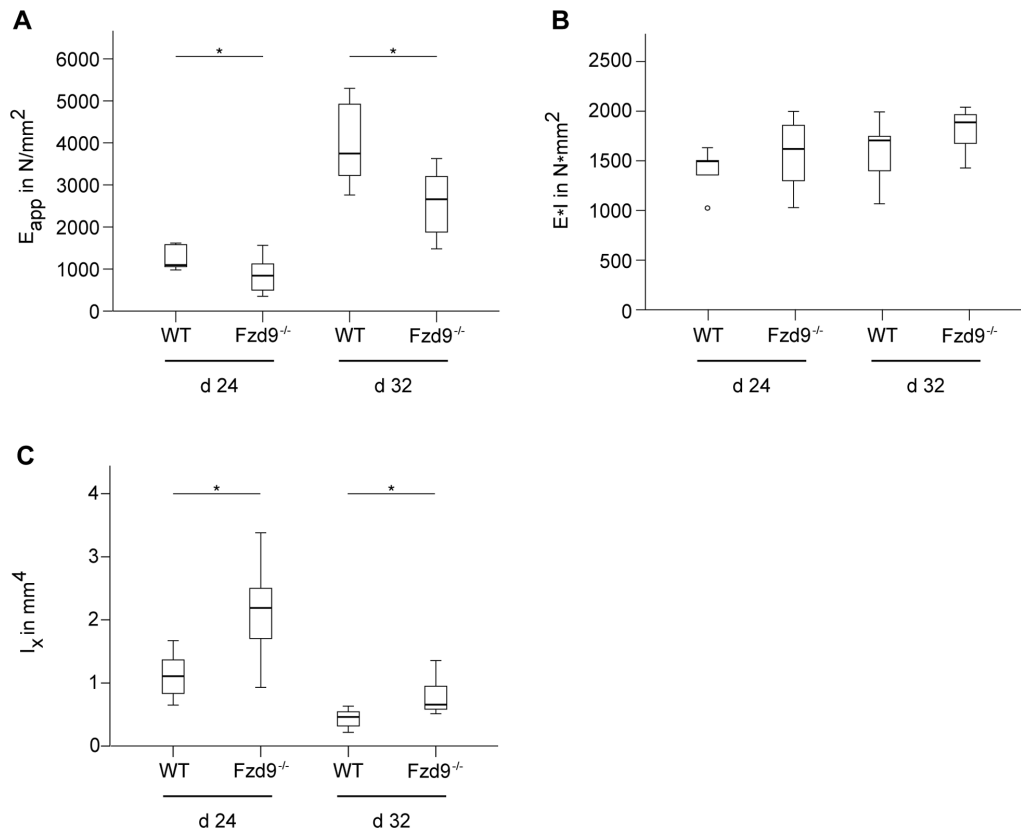 A
E_app in N/mm²
6000
5000
4000
3000
2000
1000
0
*
*
WT
Fzd9⁻/⁻
WT
Fzd9⁻/⁻
d 24
d 32
B
E*I in N*mm²
2500
2000
1500
1000
500
0
WT
Fzd9⁻/⁻
WT
Fzd9⁻/⁻
d 24
d 32
C
I_x in mm⁴
4
3
2
1
0
*
*
WT
Fzd9⁻/⁻
WT
Fzd9⁻/⁻
d 24
d 32